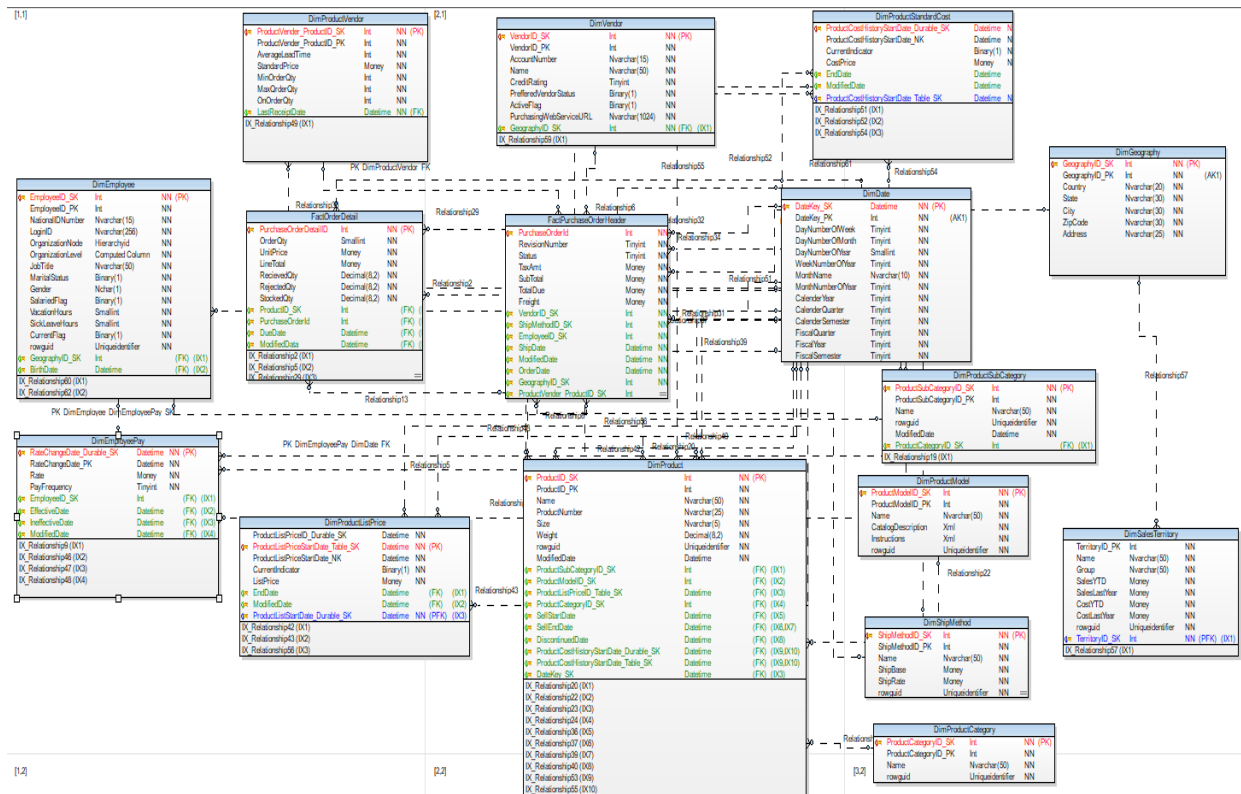 [1,1]
[2,1]
DimProductVendor
ProductVender_ProductID_SK Int NN (PK)
ProductVender_ProductID_PK Int NN
AverageLeadTime Int NN
StandardPrice Money NN
MinOrderQty Int NN
MaxOrderQty Int NN
OnOrderQty Int NN
LastReceiptDate Datetime NN (FK)
IX_Relationship49 (IX1)
DimVendor
VendorID_SK Int NN (PK)
VendorID_PK Int NN
AccountNumber Nvarchar(15) NN
Name Nvarchar(50) NN
CreditRating Tinyint NN
PreferedVendorStatus Binary(1) NN
ActiveFlag Binary(1) NN
PurchasingWebServiceURL Nvarchar(1024) NN
GeographyID_SK Int NN (FK) (IX1)
IX_Relationship59 (IX1)
DimProductStandardCost
ProductCostHistoryStartDate_Durable_SK Datetime N
ProductCostHistoryStartDate_NK Datetime N
CurrentIndicator Binary(1) N
CostPrice Money N
EndDate Datetime
ModifiedDate Datetime
ProductCostHistoryStartDate_Table_SK Datetime N
IX_Relationship51 (IX1)
IX_Relationship52 (IX2)
IX_Relationship54 (IX3)
DimGeography
GeographyID_SK Int NN (PK)
GeographyID_PK Int NN (AK1)
Country Nvarchar(20) NN
State Nvarchar(30) NN
City Nvarchar(30) NN
ZipCode Nvarchar(30) NN
Address Nvarchar(25) NN
PK DimProductVendor FK
Relationship55
Relationship52
Relationship61
Relationship54
DimEmployee
EmployeeID_SK Int NN (PK)
EmployeeID_PK Int NN
NationalIDNumber Nvarchar(15) NN
LoginID Nvarchar(256) NN
OrganizationNode Hierarchyid NN
OrganizationLevel Computed Column NN
JobTitle Nvarchar(50) NN
MaritalStatus Binary(1) NN
Gender Nchar(1) NN
SalariedFlag Binary(1) NN
VacationHours Smallint NN
SickLeaveHours Smallint NN
CurrentFlag Binary(1) NN
rowguid Uniqueidentifier NN
GeographyID_SK Int (FK) (IX1)
BirthDate Datetime (FK) (IX2)
IX_Relationship60 (IX1)
IX_Relationship62 (IX2)
Relationship29
Relationship6
Relationship32
Relationship34
Relationship2
Relationship39
FactOrderDetail
PurchaseOrderDetailID Int NN (PK)
OrderQty Smallint NN
UnitPrice Money NN
LineTotal Money NN
RecievedQty Decimal(8,2) NN
RejectedQty Decimal(8,2) NN
StockedQty Decimal(8,2) NN
ProductID_SK Int (FK) (
PurchaseOrderId Int (FK) (
DueDate Datetime (FK) (
ModifiedData Datetime (FK) (
IX_Relationship2 (IX1)
IX_Relationship5 (IX2)
IX_Relationship29 (IX3)
FactPurchaseOrderHeader
PurchaseOrderId Int NN
RevisionNumber Tinyint NN
Status Tinyint NN
TaxAmt Money NN
SubTotal Money NN
TotalDue Money NN
Freight Money NN
VendorID_SK Int NN
ShipMethodID_SK Int NN
EmployeeID_SK Int NN
ShipDate Datetime NN
ModifiedDate Datetime NN
OrderDate Datetime NN
GeographyID_SK Int NN
ProductVender_ProductID_SK Int
DimDate
DateKey_SK Datetime NN (PK)
DateKey_PK Int NN (AK1)
DayNumberOfWeek Tinyint NN
DayNumberOfMonth Tinyint NN
DayNumberOfYear Smallint NN
WeekNumberOfYear Tinyint NN
MonthName Nvarchar(10) NN
MonthNumberOfYear Tinyint NN
CalenderYear Tinyint NN
CalenderQuarter Tinyint NN
CalenderSemester Tinyint NN
FiscalQuarter Tinyint NN
FiscalYear Tinyint NN
FiscalSemester Tinyint NN
Relationship13
Relationship57
PK DimEmployee DimEmployeePay SK
PK DimEmployeePay DimDate FK
Relationship5
DimProductSubCategory
ProductSubCategoryID_SK Int NN (PK)
ProductSubCategoryID_PK Int NN
Name Nvarchar(50) NN
rowguid Uniqueidentifier NN
ModifiedDate Datetime NN
ProductCategoryID_SK Int (FK) (IX1)
IX_Relationship19 (IX1)
DimEmployeePay
RateChangeDate_Durable_SK Datetime NN (PK)
RateChangeDate_PK Datetime NN
Rate Money NN
PayFrequency Tinyint NN
EmployeeID_SK Int (FK) (IX1)
EffectiveDate Datetime (FK) (IX2)
IneffectiveDate Datetime (FK) (IX3)
ModifiedDate Datetime (FK) (IX4)
IX_Relationship9 (IX1)
IX_Relationship46 (IX2)
IX_Relationship47 (IX3)
IX_Relationship48 (IX4)
DimProductListPrice
ProductListPriceID_Durable_SK Datetime NN
ProductListPriceStartDate_Table_SK Datetime NN (PK)
ProductListPriceStartDate_NK Datetime NN
CurrentIndicator Binary(1) NN
ListPrice Money NN
EndDate Datetime (FK) (IX1)
ModifiedDate Datetime (FK) (IX2)
ProductListStartDate_Durable_SK Datetime NN (PFK) (IX3)
IX_Relationship42 (IX1)
IX_Relationship43 (IX2)
IX_Relationship56 (IX3)
Relationship43
DimProduct
ProductID_SK Int NN (PK)
ProductID_PK Int NN
Name Nvarchar(50) NN
ProductNumber Nvarchar(25) NN
Size Nvarchar(5) NN
Weight Decimal(8,2) NN
rowguid Uniqueidentifier NN
ModifiedDate Datetime NN
ProductSubCategoryID_SK Int (FK) (IX1)
ProductModelID_SK Int (FK) (IX2)
ProductListPriceID_Table_SK Datetime (FK) (IX3)
ProductCategoryID_SK Int (FK) (IX4)
SellStartDate Datetime (FK) (IX5)
SellEndDate Datetime (FK) (IX6,IX7)
DiscontinuedDate Datetime (FK) (IX8)
ProductCostHistoryStartDate_Durable_SK Datetime (FK) (IX9,IX10)
ProductCostHistoryStartDate_Table_SK Datetime (FK) (IX9,IX10)
DateKey_SK Datetime (FK) (IX3)
IX_Relationship20 (IX1)
IX_Relationship22 (IX2)
IX_Relationship23 (IX3)
IX_Relationship24 (IX4)
IX_Relationship36 (IX5)
IX_Relationship37 (IX6)
IX_Relationship39 (IX7)
IX_Relationship40 (IX8)
IX_Relationship53 (IX9)
IX_Relationship55 (IX10)
DimProductModel
ProductModelID_SK Int NN (PK)
ProductModelID_PK Int NN
Name Nvarchar(50) NN
CatalogDescription Xml NN
Instructions Xml NN
rowguid Uniqueidentifier NN
Relationship22
DimSalesTerritory
TerritoryID_PK Int NN
Name Nvarchar(50) NN
Group Nvarchar(50) NN
SalesYTD Money NN
SalesLastYear Money NN
CostYTD Money NN
CostLastYear Money NN
rowguid Uniqueidentifier NN
TerritoryID_SK Int NN (PFK) (IX1)
IX_Relationship57 (IX1)
DimShipMethod
ShipMethodID_SK Int NN (PK)
ShipMethodID_PK Int NN
Name Nvarchar(50) NN
ShipBase Money NN
ShipRate Money NN
rowguid Uniqueidentifier NN
DimProductCategory
ProductCategoryID_SK Int NN (PK)
ProductCategoryID_PK Int NN
Name Nvarchar(50) NN
rowguid Uniqueidentifier NN
[1,2]
[2,2]
[3,2]